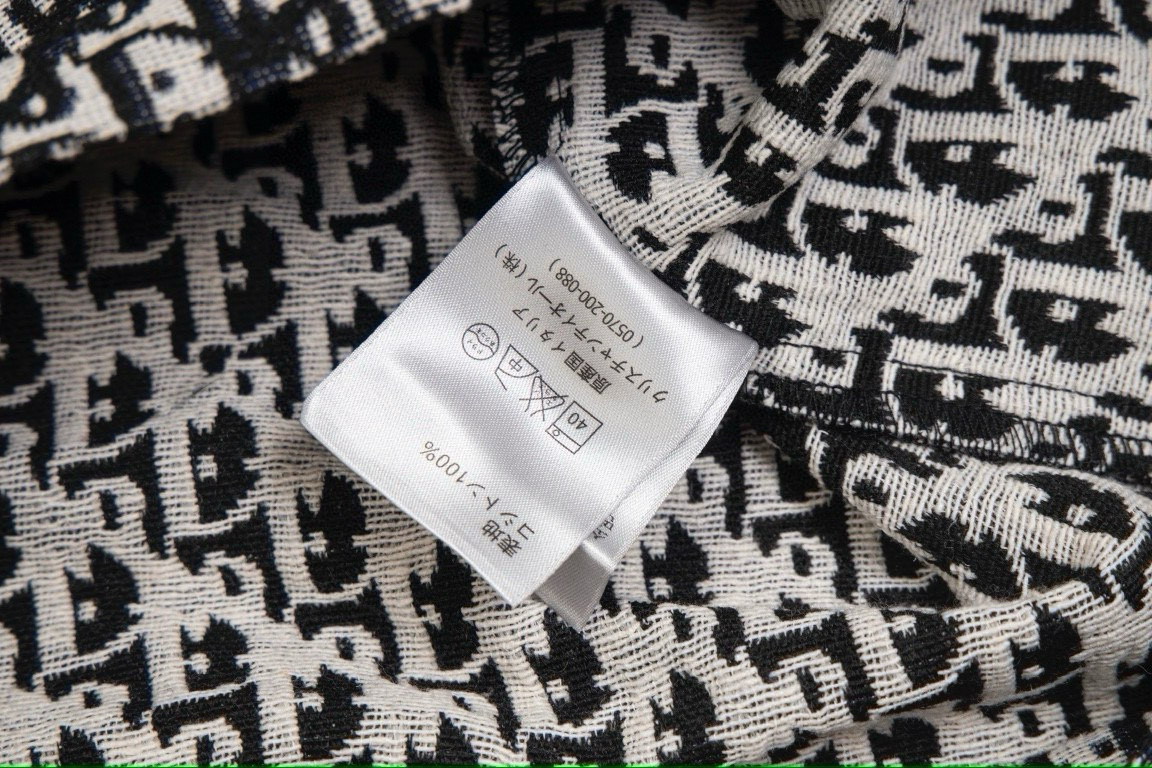 表地
コットン100%
40
中
原産国 イタリア
クリスチャンディオール(株)
(0570-200-088)